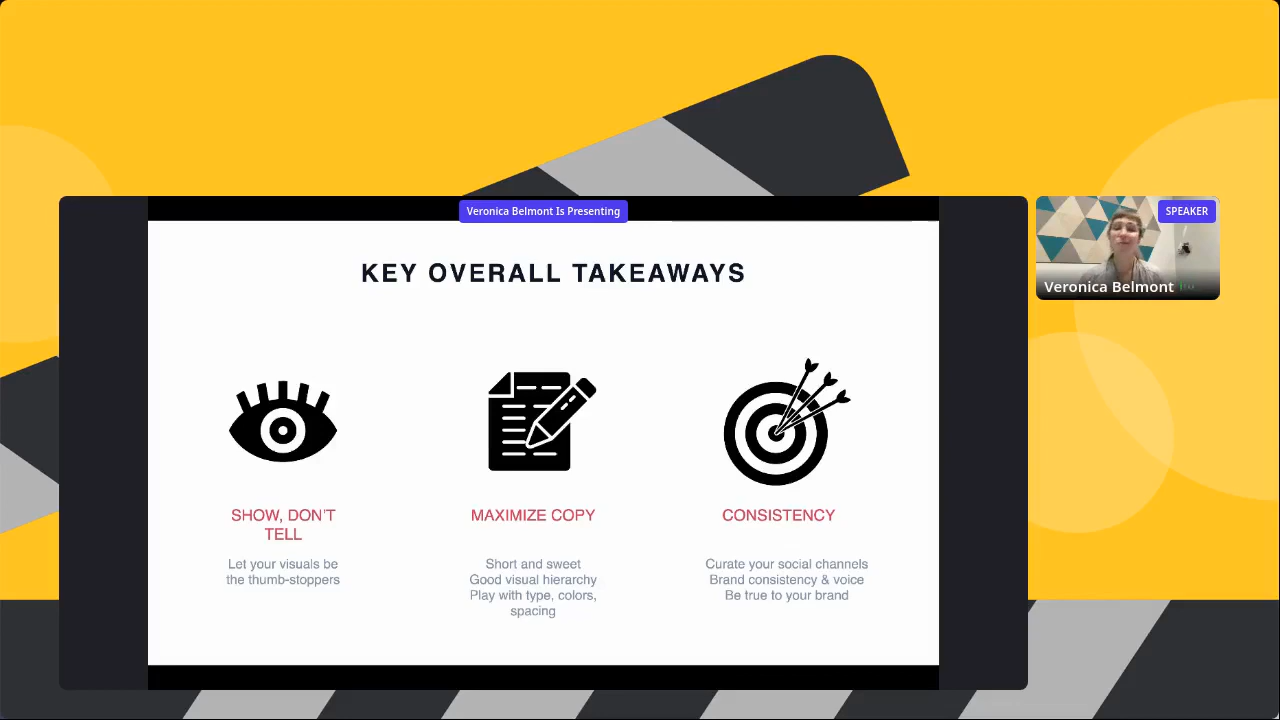 Veronica Belmont Is Presenting
SPEAKER
Veronica Belmont
KEY OVERALL TAKEAWAYS
SHOW, DON'T
TELL
Let your visuals be
the thumb-stoppers
MAXIMIZE COPY
Short and sweet
Good visual hierarchy
Play with type, colors,
spacing
CONSISTENCY
Curate your social channels
Brand consistency & voice
Be true to your brand